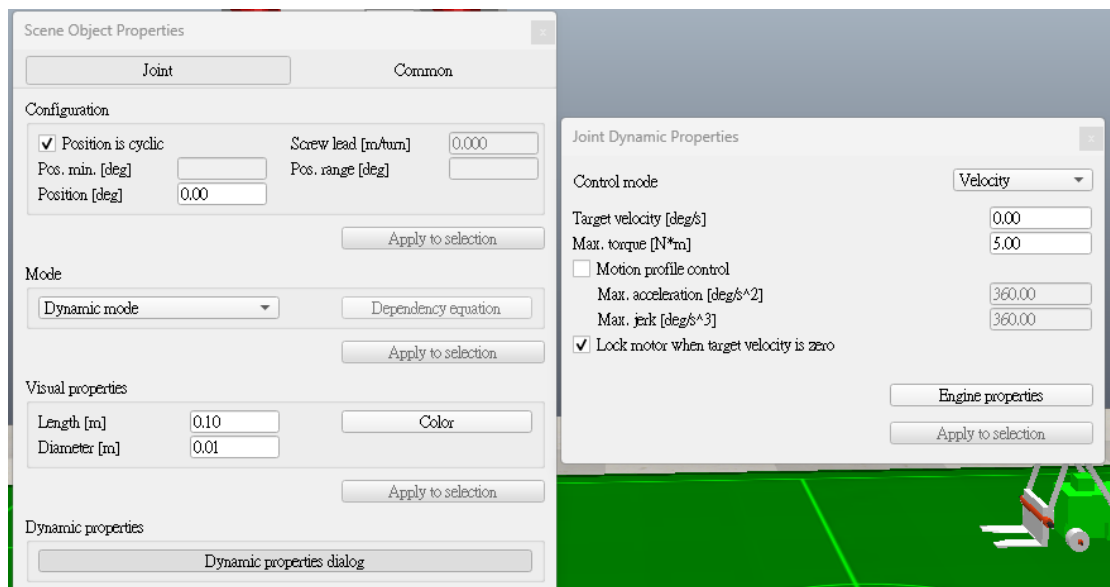 Scene Object Properties
x
Joint
Common
Configuration
Position is cyclic
Screw lead [m/turn]
0.000
Pos. min. [deg]
Pos. range [deg]
Position [deg]
0.00
Apply to selection
Mode
Dynamic mode
Dependency equation
Apply to selection
Visual properties
Length [m]
0.10
Color
Diameter [m]
0.01
Apply to selection
Dynamic properties
Dynamic properties dialog
Joint Dynamic Properties
x
Control mode
Velocity
Target velocity [deg/s]
0.00
Max. torque [N*m]
5.00
Motion profile control
Max. acceleration [deg/s^2]
360.00
Max. jerk [deg/s^3]
360.00
Lock motor when target velocity is zero
Engine properties
Apply to selection